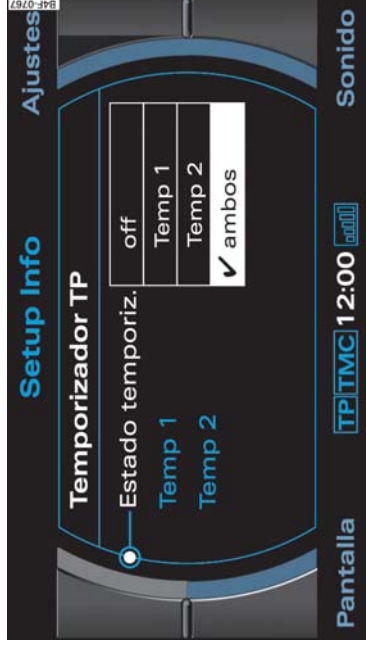 B4F-0767
Setup Info
Ajustes
Temporizador TP
Estado temporiz.
off
Temp 1
Temp 1
Temp 2
Temp 2
✔ ambos
Pantalla
TP TMC 12:00
Sonido